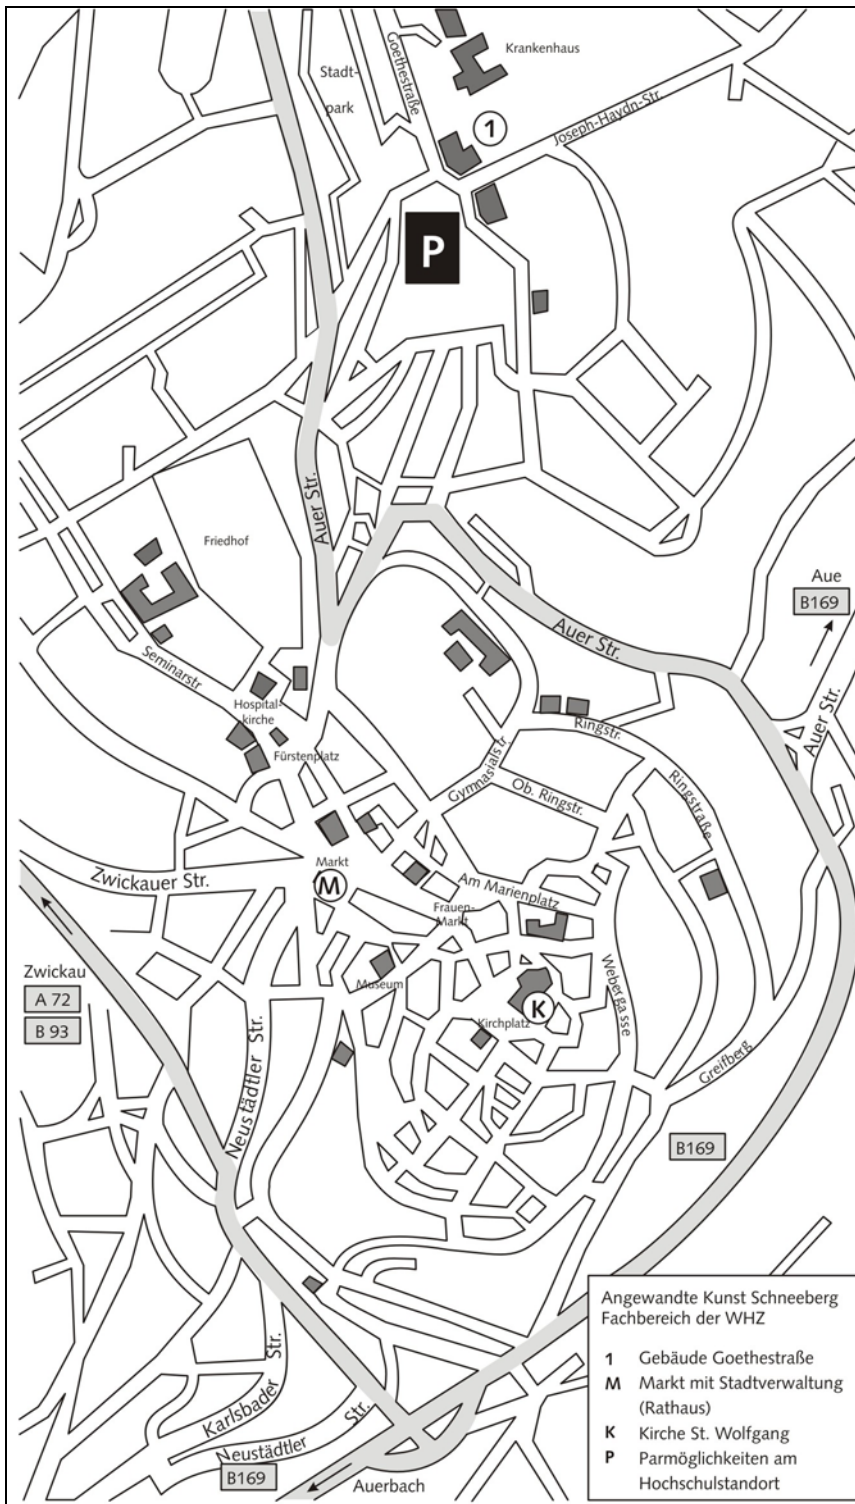 Goethestraße
Krankenhaus
Stadt-
park
1
Joseph-Haydn-Str.
P
Auer Str.
Friedhof
Aue
B169
Auer Str.
Seminarstr
Hospital-
kirche
Fürstenplatz
Auer Str.
Ringstr.
Gymnasialstr
Ob. Ringstr.
Ringstraße
Markt
M
Zwickauer Str.
Am Marienplatz
Frauen-
Markt
Zwickau
A 72
B 93
Museum
Webergasse
K
Kirchplatz
Neustädtler Str.
Greifberg
B169
Karlsbader Str.
Neustädtler Str.
B169
Auerbach
Angewandte Kunst Schneeberg
Fachbereich der WHZ
1 Gebäude Goethestraße
M Markt mit Stadtverwaltung
(Rathaus)
K Kirche St. Wolfgang
P Parmöglichkeiten am
Hochschulstandort